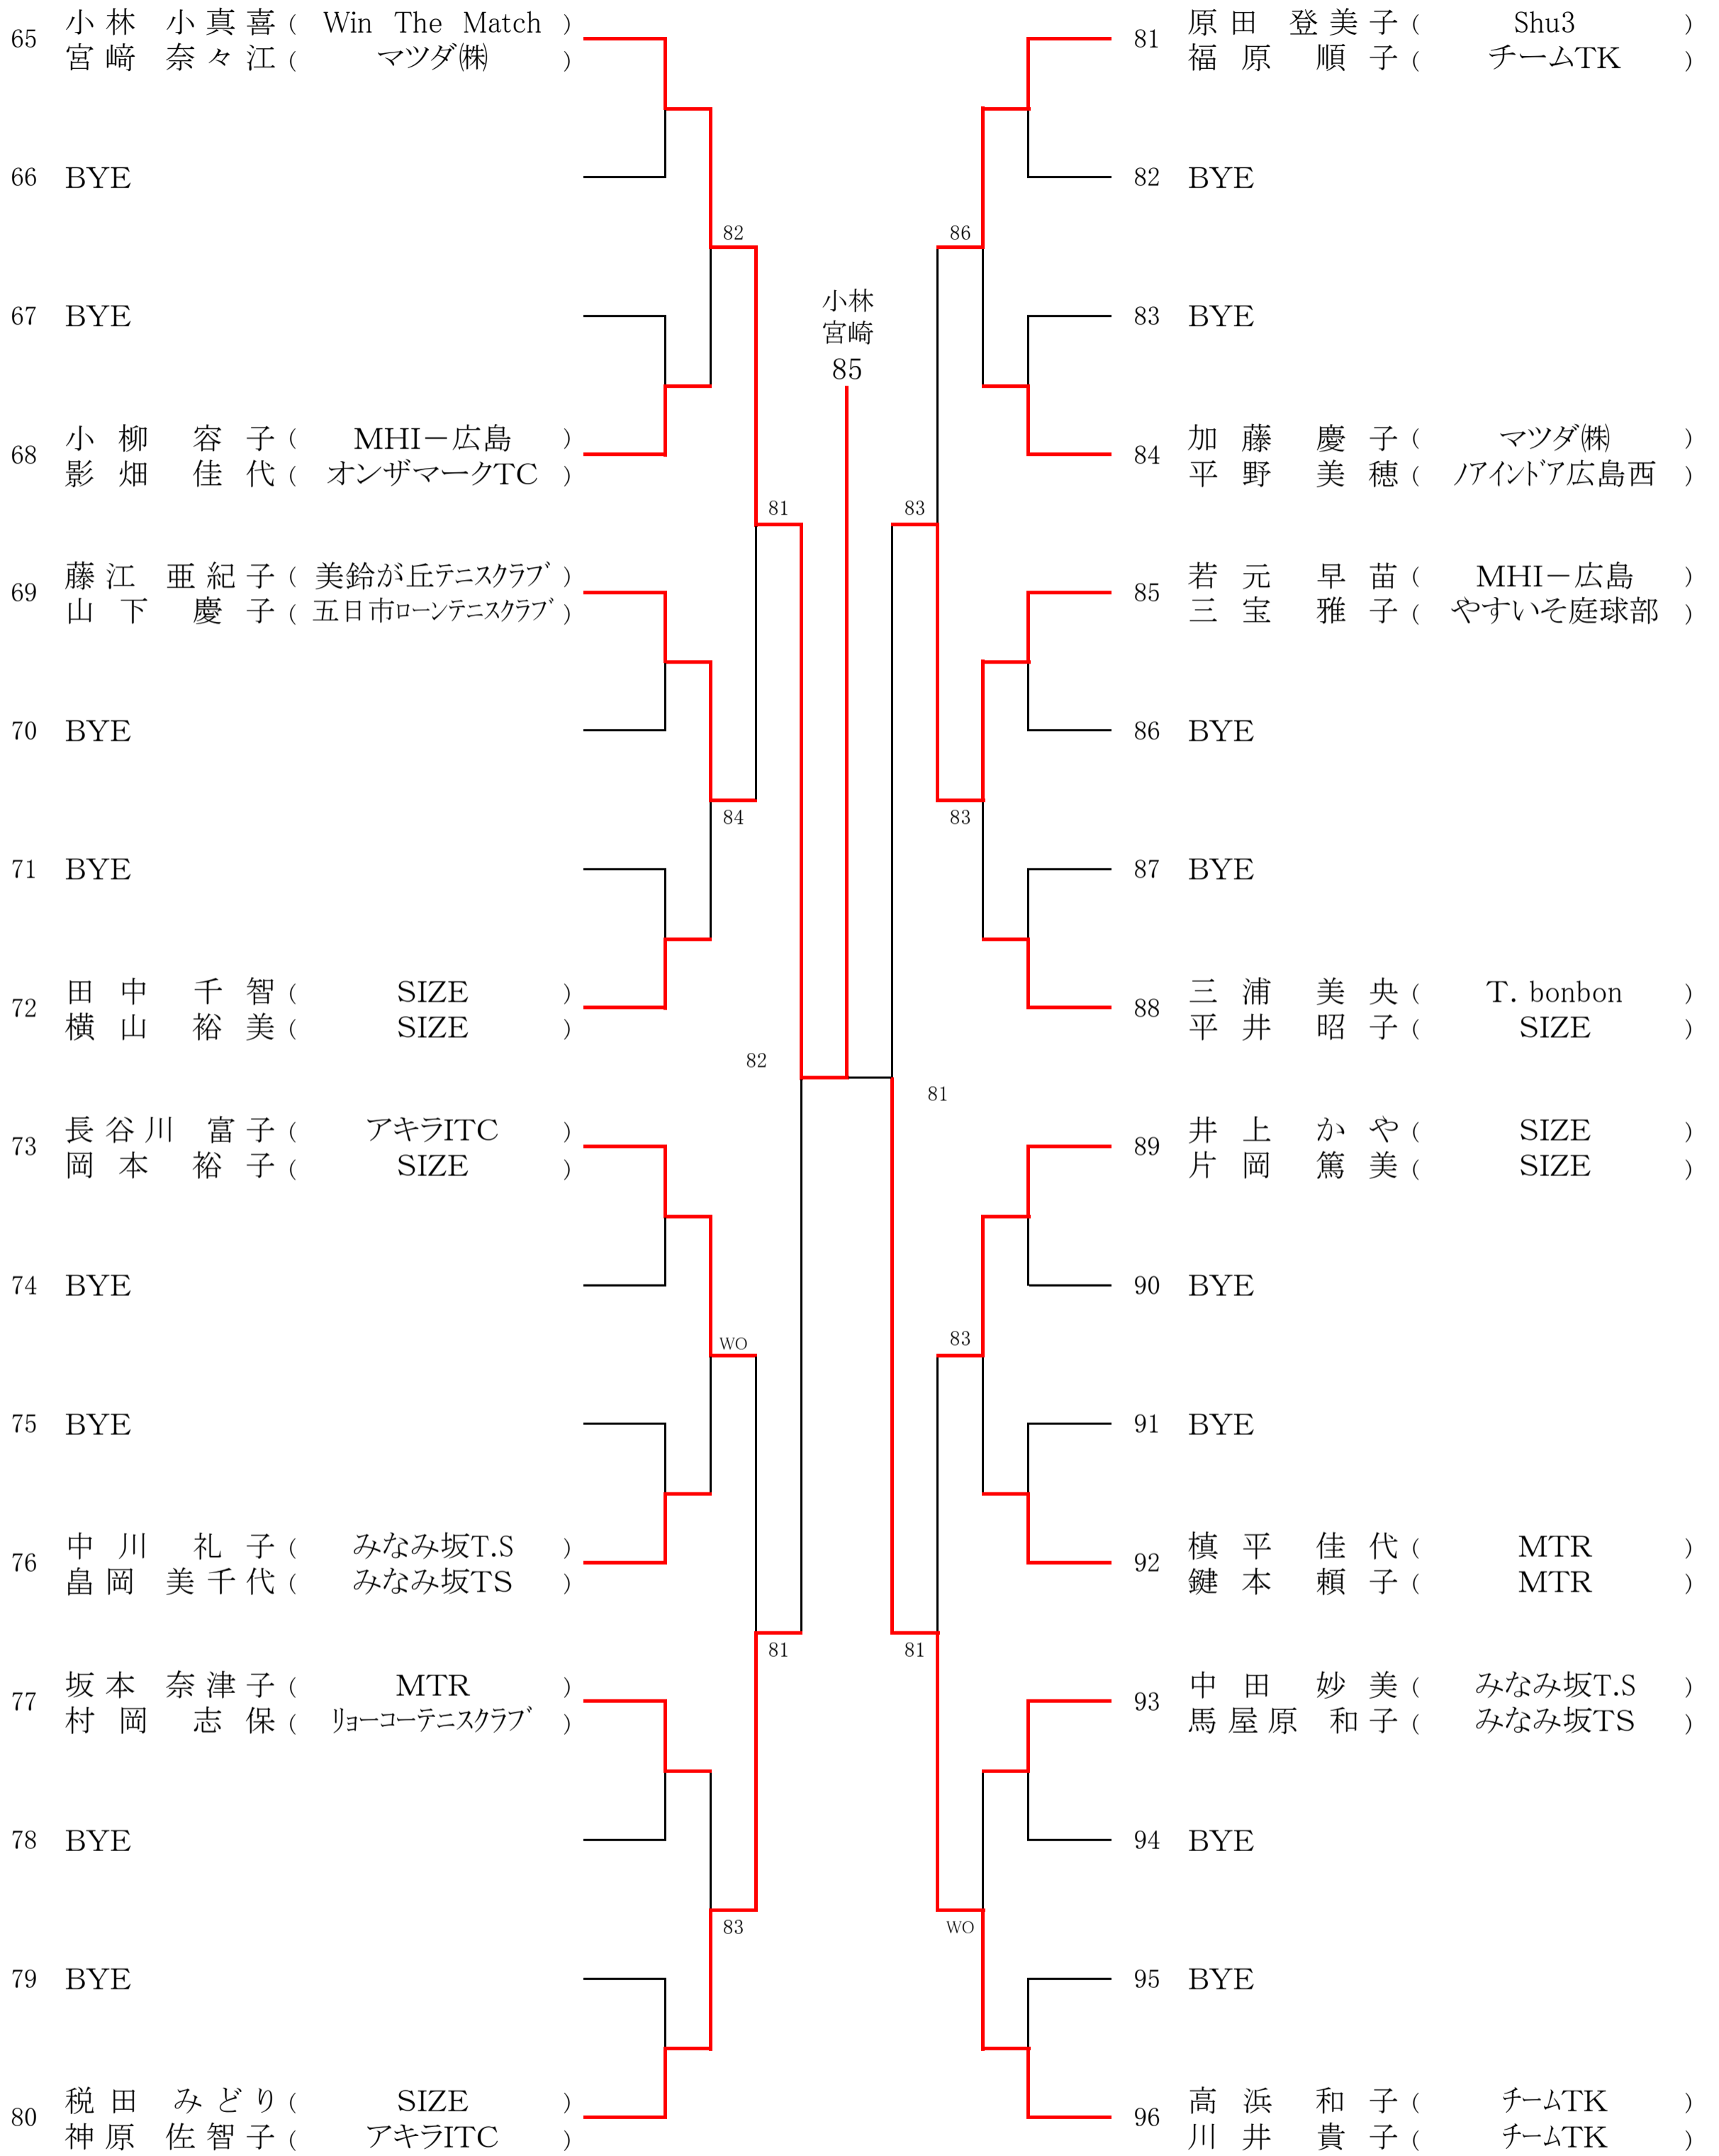 65 小林 小真喜 ( Win The Match )
宮﨑 奈々江 ( マツダ㈱ )
66 BYE
67 BYE
68 小柳 容子 ( MHI－広島 )
影畑 佳代 ( オンザマークTC )
69 藤江 亜紀子 ( 美鈴が丘テニスクラブ )
山下 慶子 ( 五日市ローンテニスクラブ )
70 BYE
71 BYE
72 田中 千智 ( SIZE )
横山 裕美 ( SIZE )
73 長谷川 富子 ( アキラITC )
岡本 裕子 ( SIZE )
74 BYE
75 BYE
76 中川 礼子 ( みなみ坂T.S )
畠岡 美千代 ( みなみ坂TS )
77 坂本 奈津子 ( MTR )
村岡 志保 ( リョーコーテニスクラブ )
78 BYE
79 BYE
80 税田 みどり ( SIZE )
神原 佐智子 ( アキラITC )
82
84
WO
83
81
81
82
小林
宮崎
85
81
83
81
86
83
83
WO
81 原田 登美子 ( Shu3 )
福原 順子 ( チームTK )
82 BYE
83 BYE
84 加藤 慶子 ( マツダ㈱ )
平野 美穂 ( ノアインドア広島西 )
85 若元 早苗 ( MHI－広島 )
三宝 雅子 ( やすいそ庭球部 )
86 BYE
87 BYE
88 三浦 美央 ( T. bonbon )
平井 昭子 ( SIZE )
89 井上 かや ( SIZE )
片岡 篤美 ( SIZE )
90 BYE
91 BYE
92 槙平 佳代 ( MTR )
鍵本 頼子 ( MTR )
93 中田 妙美 ( みなみ坂T.S )
馬屋原 和子 ( みなみ坂TS )
94 BYE
95 BYE
96 高浜 和子 ( チームTK )
川井 貴子 ( チームTK )